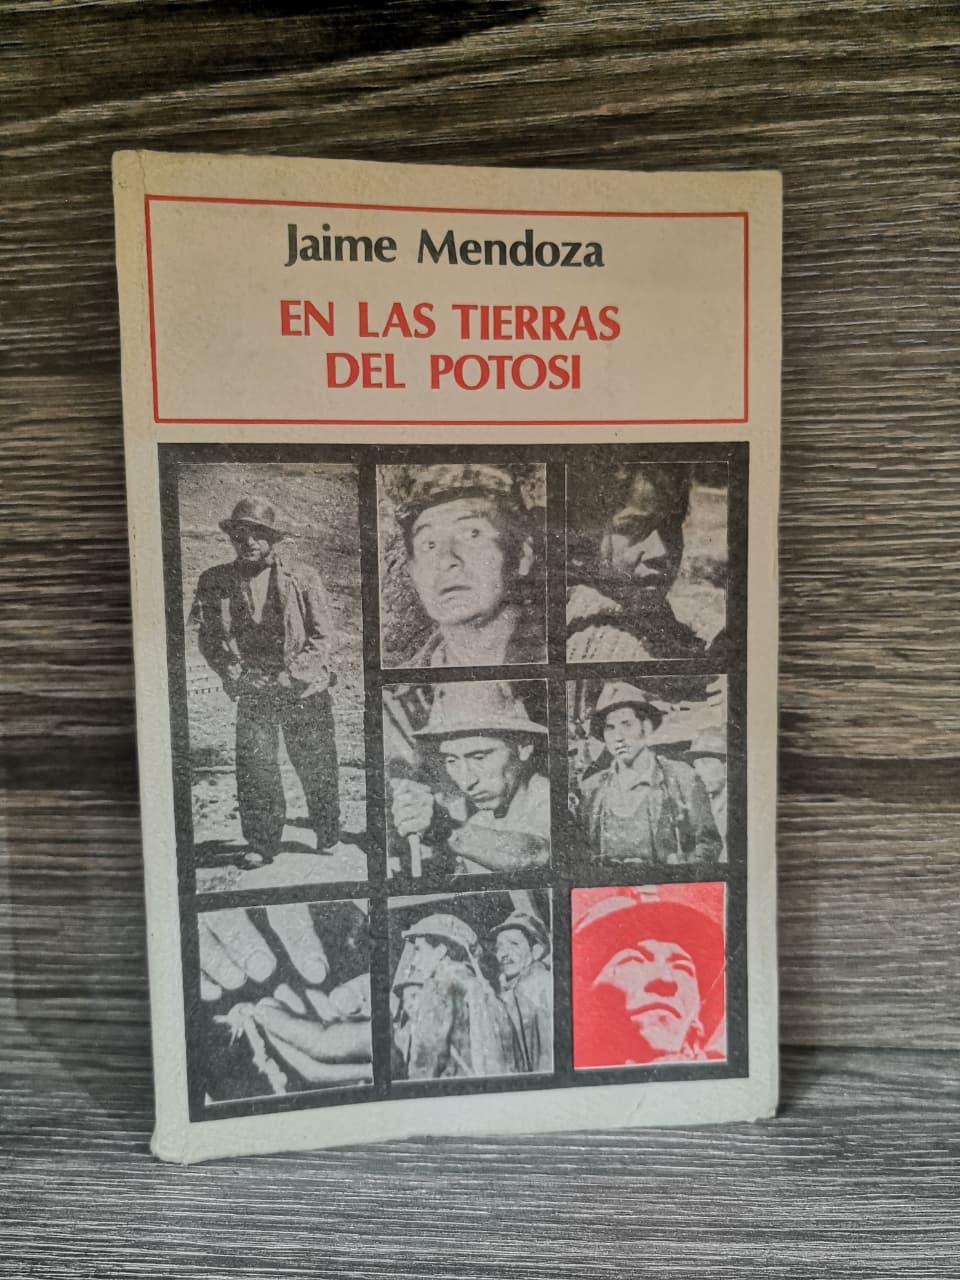 Jaime Mendoza
EN LAS TIERRAS
DEL POTOSI